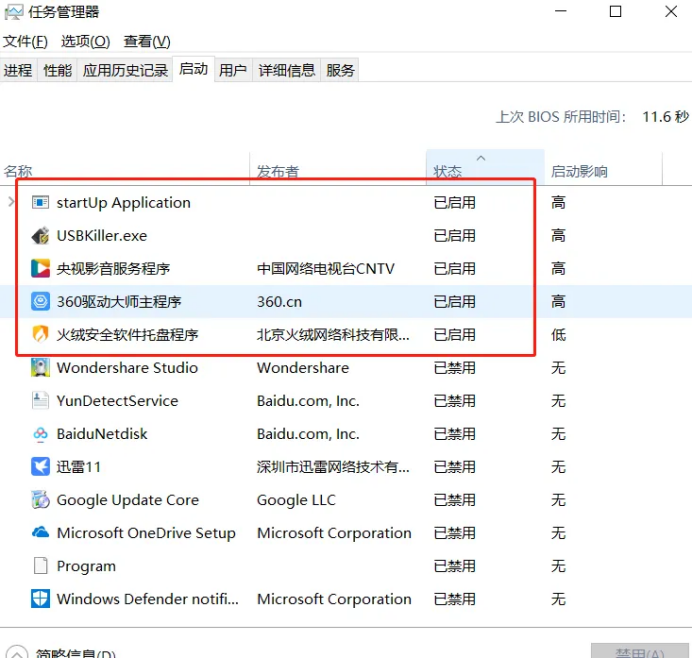 任务管理器
文件(F) 选项(O) 查看(V)
进程 性能 应用历史记录 启动 用户 详细信息 服务
上次 BIOS 所用时间: 11.6 秒
名称 发布者 状态 启动影响
startUp Application 已启用 高
USBKiller.exe 已启用 高
央视影音服务程序 中国网络电视台CNTV 已启用 高
360驱动大师主程序 360.cn 已启用 高
火绒安全软件托盘程序 北京火绒网络科技有限... 已启用 低
Wondershare Studio Wondershare 已禁用 无
YunDetectService Baidu.com, Inc. 已禁用 无
BaiduNetdisk Baidu.com, Inc. 已禁用 无
迅雷11 深圳市迅雷网络技术有... 已禁用 无
Google Update Core Google LLC 已禁用 无
Microsoft OneDrive Setup Microsoft Corporation 已禁用 无
Program 已禁用 无
Windows Defender notifi... Microsoft Corporation 已禁用 无
简略信息(D) 禁用(A)